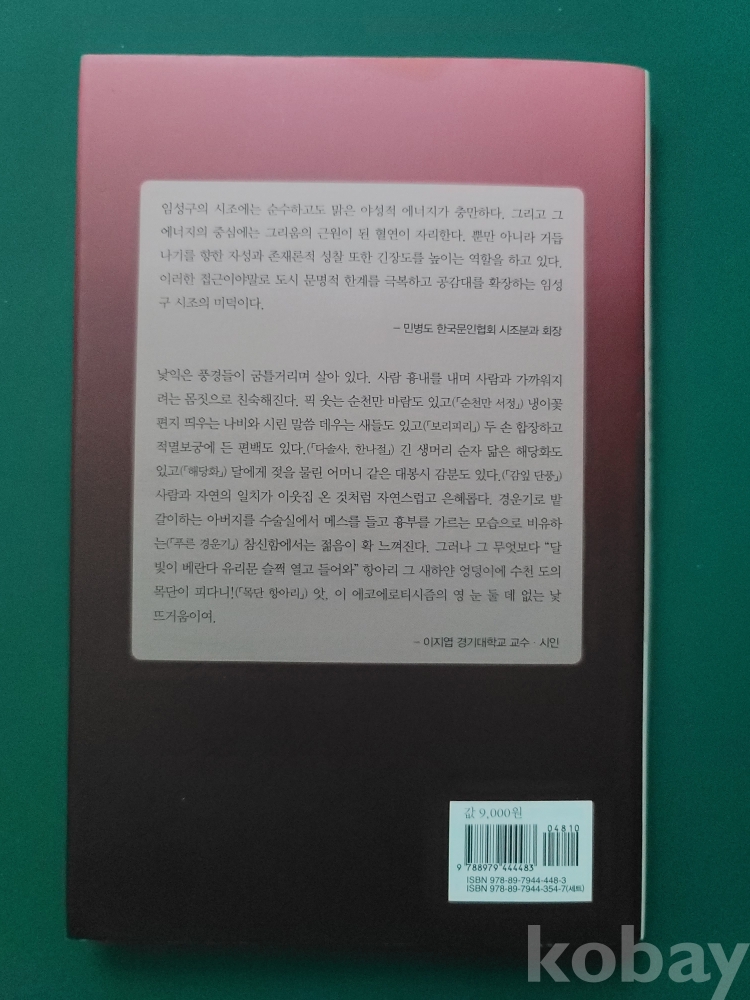 임성구의 시조에는 순수하고도 맑은 야성적 에너지가 충만하다. 그리고 그
에너지의 중심에는 그리움의 근원이 된 혈연이 자리한다. 뿐만 아니라 거듭
나기를 향한 자성과 존재론적 성찰 또한 긴장도를 높이는 역할을 하고 있다.
이러한 접근이야말로 도시 문명적 한계를 극복하고 공감대를 확장하는 임성
구 시조의 미덕이다.
– 민병도 한국문인협회 시조분과 회장
낯익은 풍경들이 굼틀거리며 살아 있다. 사람 흉내를 내며 사람과 가까워지
려는 몸짓으로 친숙해진다. 픽 웃는 순천만 바람도 있고(「순천만 서정」) 냉이꽃
편지 띄우는 나비와 시린 말씀 데우는 새들도 있고(「보리피리」) 두 손 합장하고
적멸보궁에 든 편백도 있다.(「다솔사, 한나절」) 긴 생머리 순자 닮은 해당화도
있고(「해당화」) 달에게 젖을 물린 어머니 같은 대봉시 감분도 있다.(「감잎 단풍」)
사람과 자연의 일치가 이웃집 온 것처럼 자연스럽고 은혜롭다. 경운기로 밭
갈이하는 아버지를 수술실에서 메스를 들고 흉부를 가르는 모습으로 비유하
는(「푸른 경운기」) 참신함에서는 젊음이 확 느껴진다. 그러나 그 무엇보다 “달
빛이 베란다 유리문 슬쩍 열고 들어와” 항아리 그 새하얀 엉덩이에 수천 도의
목단이 피다니!(「목단 항아리」) 앗, 이 에코에로티시즘의 영 눈 둘 데 없는 낯
뜨거움이여.
– 이지엽 경기대학교 교수 · 시인
값 9,000원
04810
9 788979 444483
ISBN 978-89-7944-448-3
ISBN 978-89-7944-354-7(세트)
kobay